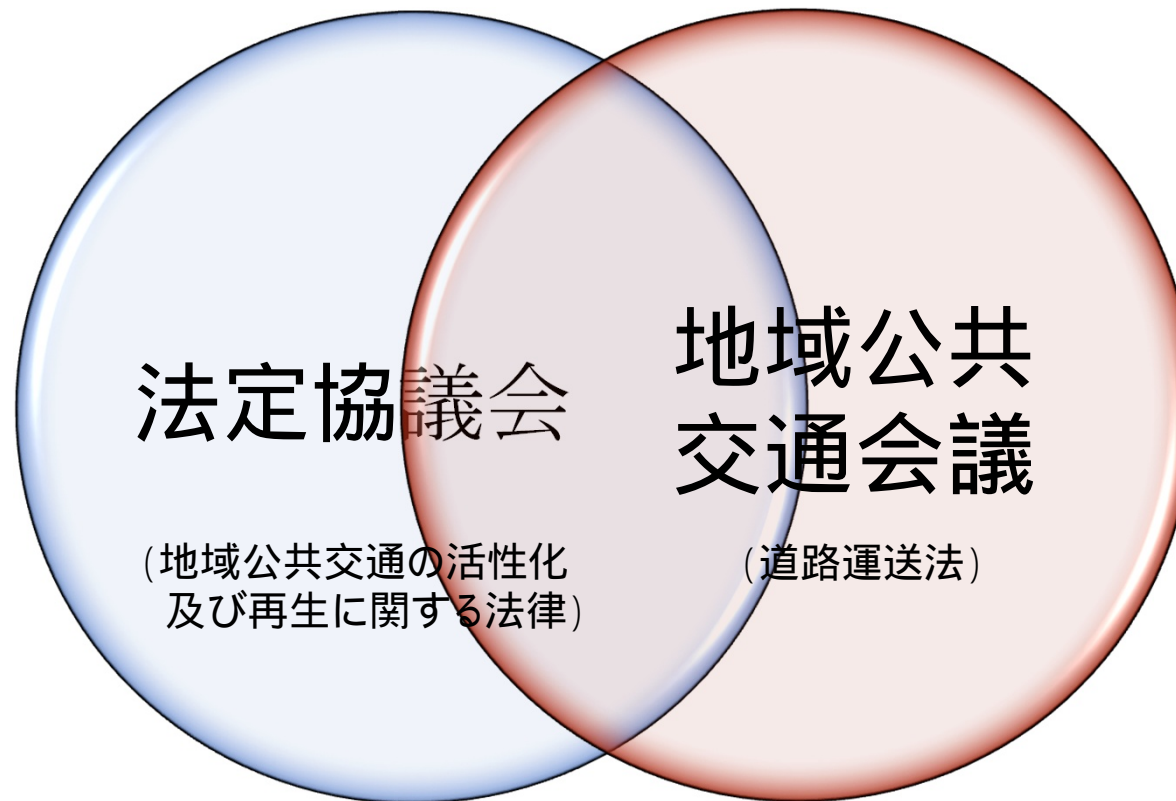 法定協議会
(地域公共交通の活性化
及び再生に関する法律)
地域公共
交通会議
(道路運送法)